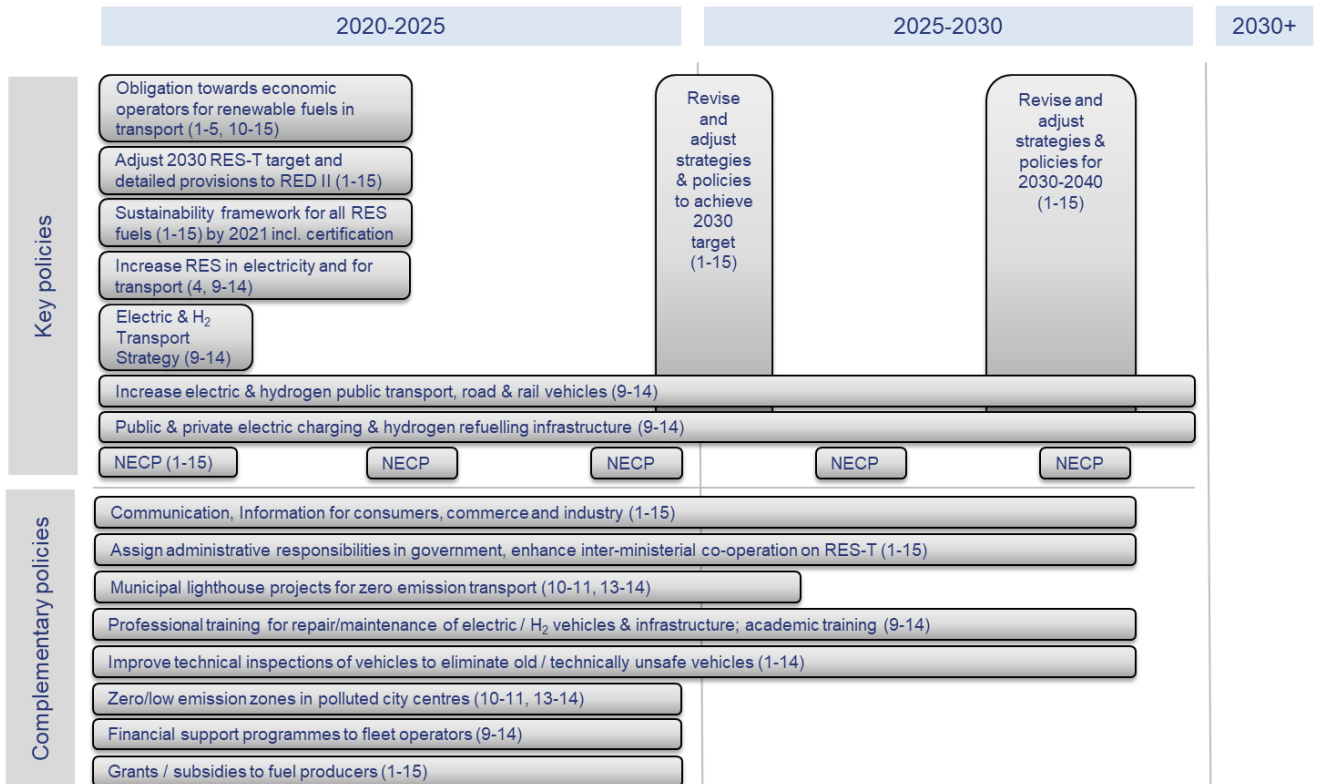 2020-2025
2025-2030
2030+
Key policies
Obligation towards economic
operators for renewable fuels in
transport (1-5, 10-15)
Adjust 2030 RES-T target and
detailed provisions to RED II (1-15)
Sustainability framework for all RES
fuels (1-15) by 2021 incl. certification
Increase RES in electricity and for
transport (4, 9-14)
Electric & H₂
Transport
Strategy (9-14)
Revise
and
adjust
strategies
& policies
to achieve
2030
target
(1-15)
Revise and
adjust
strategies &
policies for
2030-2040
(1-15)
Increase electric & hydrogen public transport, road & rail vehicles (9-14)
Public & private electric charging & hydrogen refuelling infrastructure (9-14)
NECP (1-15)
NECP
NECP
NECP
NECP
Complementary policies
Communication, Information for consumers, commerce and industry (1-15)
Assign administrative responsibilities in government, enhance inter-ministerial co-operation on RES-T (1-15)
Municipal lighthouse projects for zero emission transport (10-11, 13-14)
Professional training for repair/maintenance of electric / H₂ vehicles & infrastructure; academic training (9-14)
Improve technical inspections of vehicles to eliminate old / technically unsafe vehicles (1-14)
Zero/low emission zones in polluted city centres (10-11, 13-14)
Financial support programmes to fleet operators (9-14)
Grants / subsidies to fuel producers (1-15)